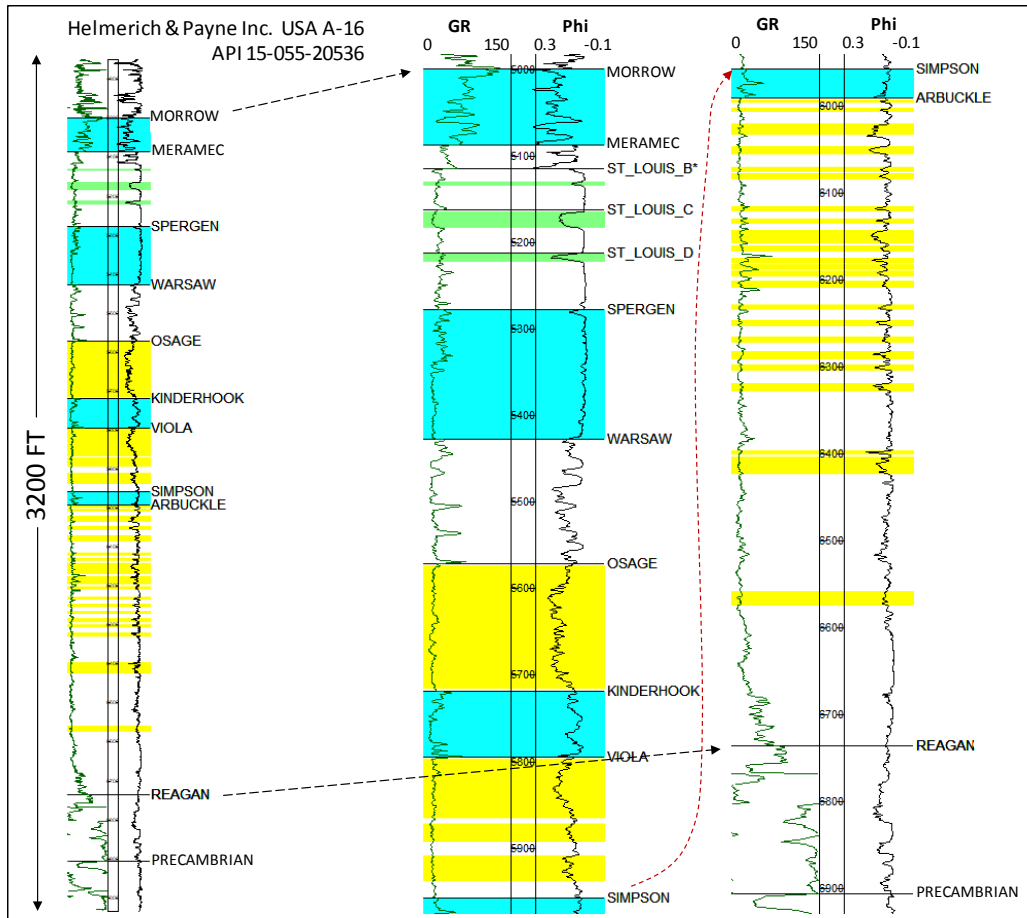 Helmerich & Payne Inc. USA A-16
API 15-055-20536
3200 FT
MORROW
MERAMEC
SPERGEN
WARSAW
OSAGE
KINDERHOOK
VIOLA
SIMPSON
ARBUCKLE
REAGAN
PRECAMBRIAN
GR Phi
0 150 0.3 -0.1
5000
MORROW
MERAMEC
5100
ST_LOUIS_B*
ST_LOUIS_C
5200
ST_LOUIS_D
SPERGEN
5300
5400
WARSAW
5500
OSAGE
5600
5700
KINDERHOOK
VIOLA
5800
5900
SIMPSON
GR Phi
0 150 0.3 -0.1
SIMPSON
ARBUCKLE
6000
6100
6200
6300
6400
6500
6600
6700
REAGAN
6800
6900
PRECAMBRIAN